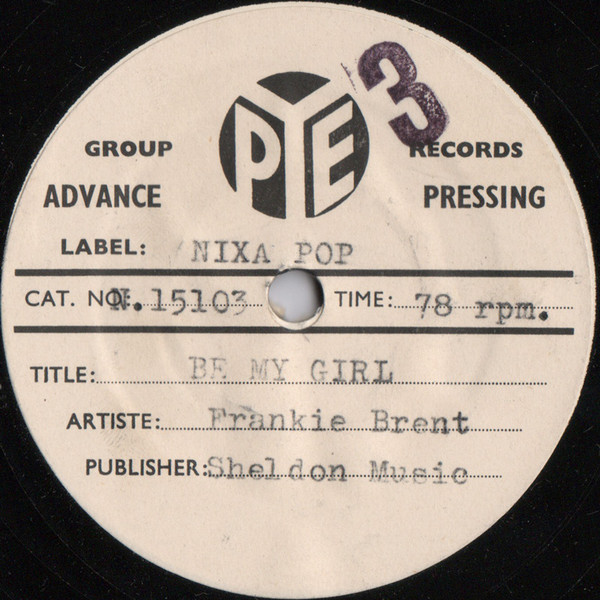 3
PYE
GROUP RECORDS
ADVANCE PRESSING
LABEL: NIXA POP
CAT. NO: N.15103 TIME: 78 rpm.
TITLE: BE MY GIRL
ARTISTE: Frankie Brent
PUBLISHER: Sheldon Music